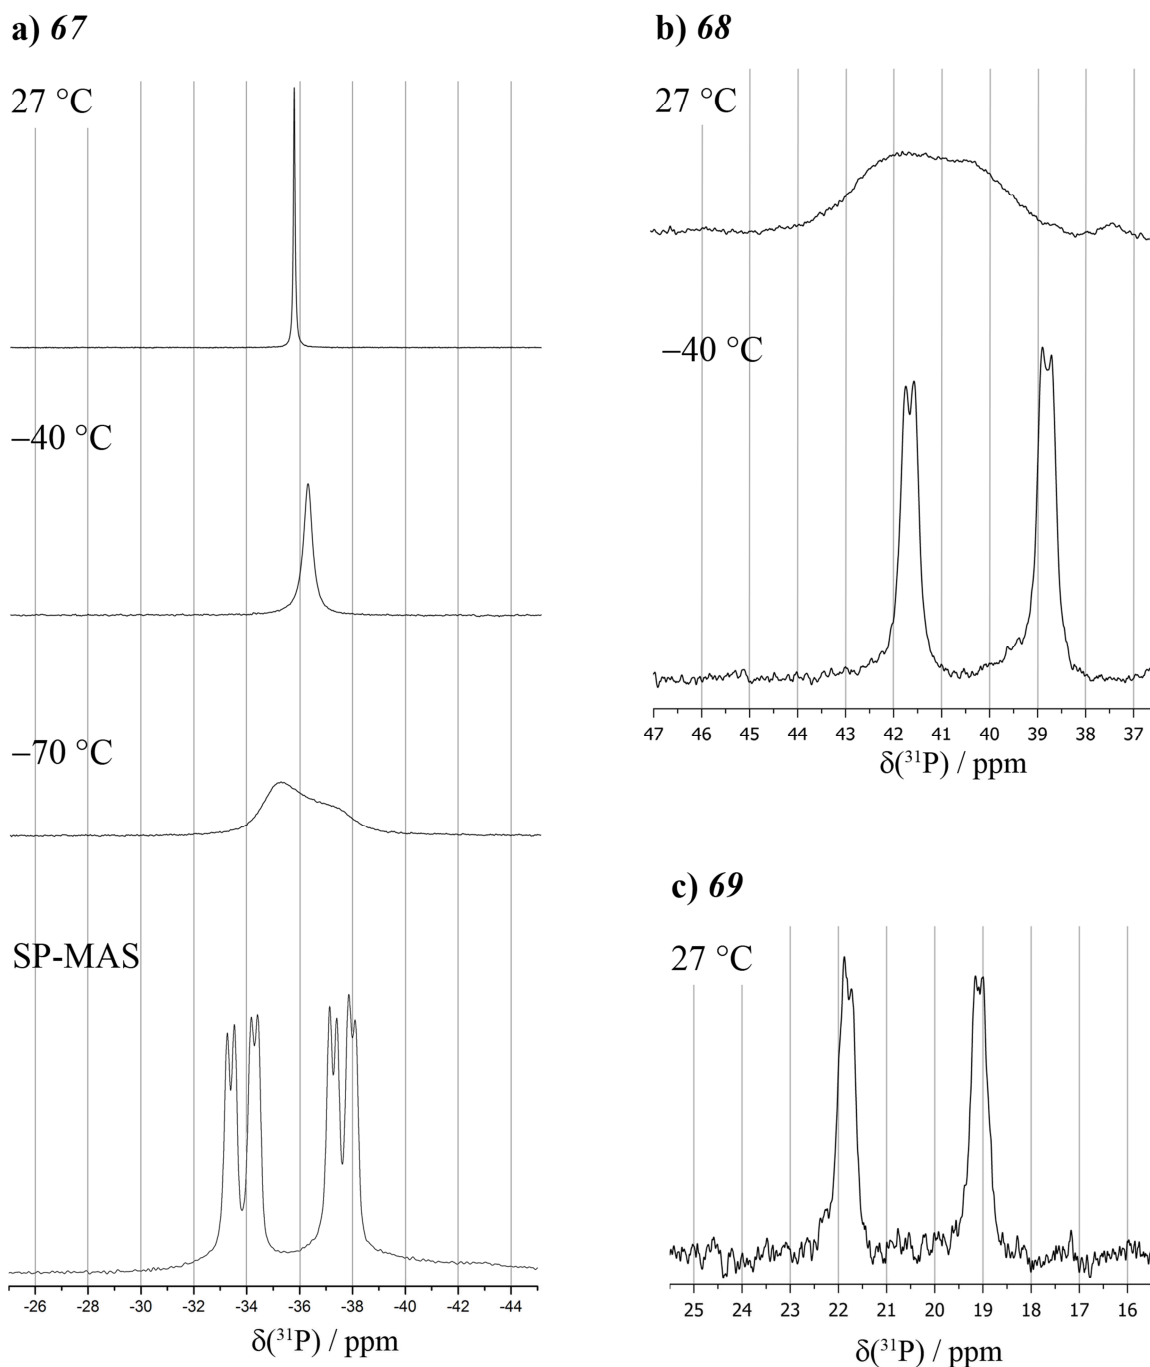 a) 67
27 °C
–40 °C
–70 °C
SP-MAS
-26 -28 -30 -32 -34 -36 -38 -40 -42 -44
δ(³¹P) / ppm
b) 68
27 °C
–40 °C
47 46 45 44 43 42 41 40 39 38 37
δ(³¹P) / ppm
c) 69
27 °C
25 24 23 22 21 20 19 18 17 16
δ(³¹P) / ppm